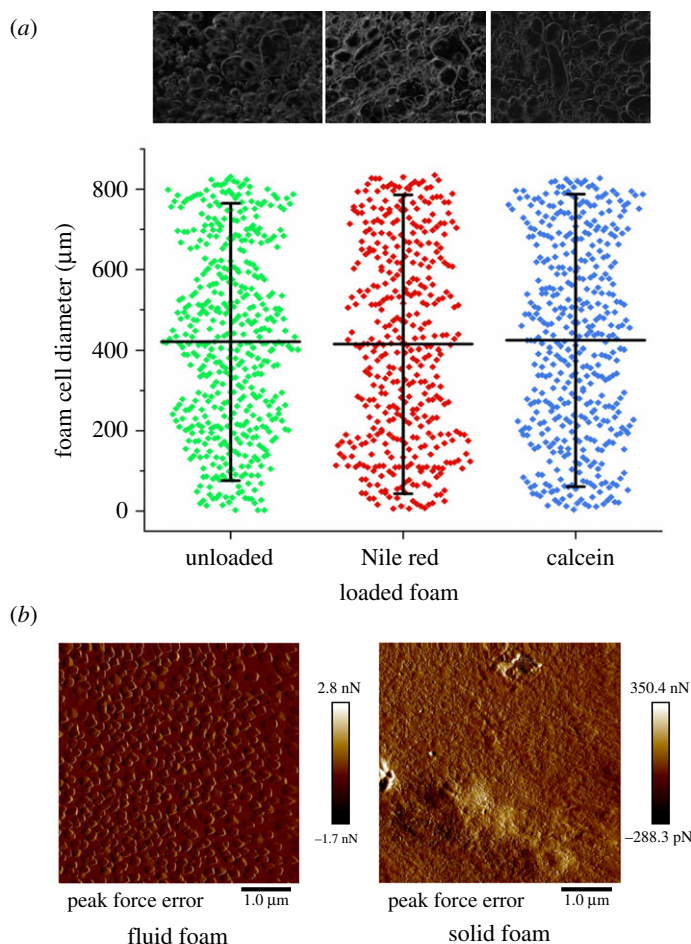 (a)
800
600
400
200
0
foam cell diameter (µm)
unloaded Nile red calcein
loaded foam
(b)
2.8 nN
–1.7 nN
350.4 nN
–288.3 pN
peak force error 1.0 µm
peak force error 1.0 µm
fluid foam
solid foam